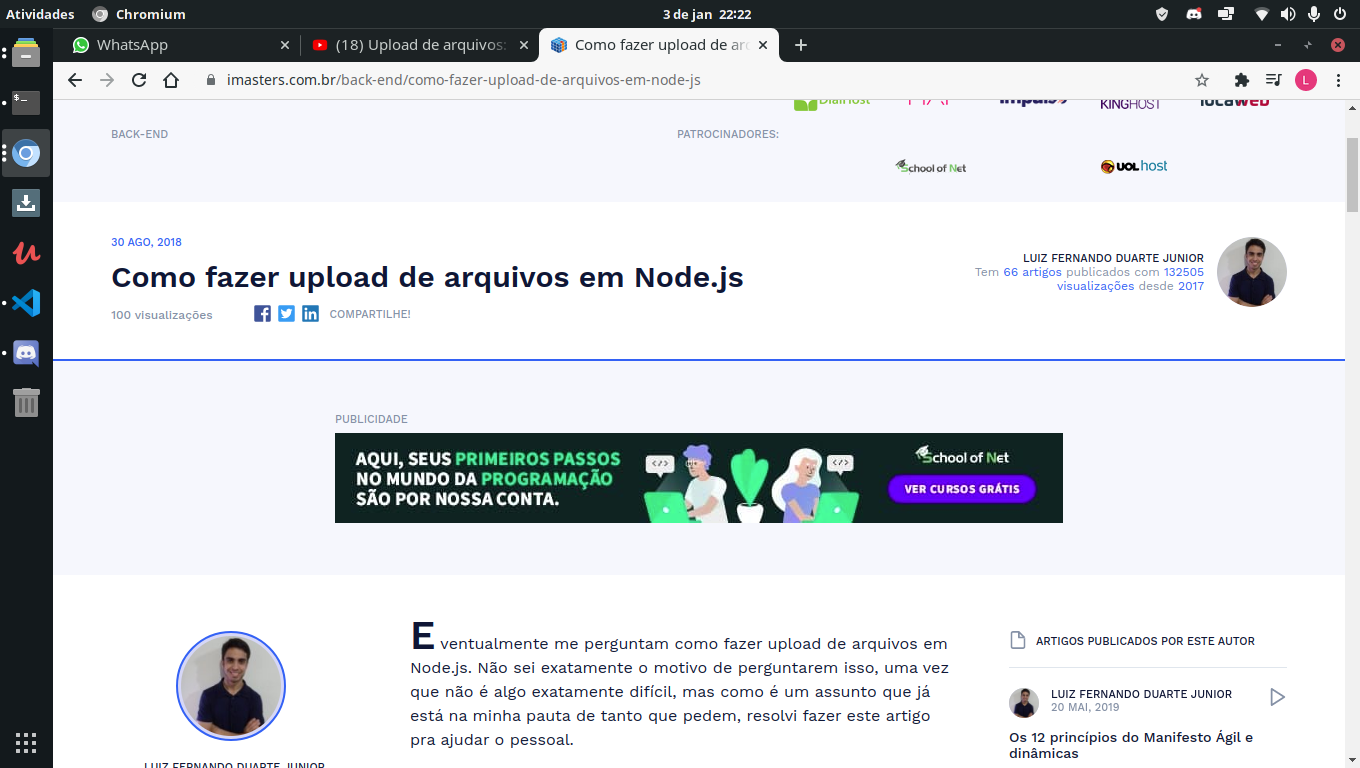 Atividades Chromium 3 de jan 22:22
WhatsApp (18) Upload de arquivos: Como fazer upload de arq
imasters.com.br/back-end/como-fazer-upload-de-arquivos-em-node-js L
DialHost KINGHOST locaweb
BACK-END PATROCINADORES:
School of Net UOL host
30 AGO, 2018
Como fazer upload de arquivos em Node.js
100 visualizações COMPARTILHE!
LUIZ FERNANDO DUARTE JUNIOR
Tem 66 artigos publicados com 132505
visualizações desde 2017
PUBLICIDADE
AQUI, SEUS PRIMEIROS PASSOS
NO MUNDO DA PROGRAMAÇÃO
SÃO POR NOSSA CONTA.
School of Net
VER CURSOS GRÁTIS
Eventualmente me perguntam como fazer upload de arquivos em
Node.js. Não sei exatamente o motivo de perguntarem isso, uma vez
que não é algo exatamente difícil, mas como é um assunto que já
está na minha pauta de tanto que pedem, resolvi fazer este artigo
pra ajudar o pessoal.
LUIZ FERNANDO DUARTE JUNIOR
ARTIGOS PUBLICADOS POR ESTE AUTOR
LUIZ FERNANDO DUARTE JUNIOR
20 MAI, 2019
Os 12 princípios do Manifesto Ágil e
dinâmicas